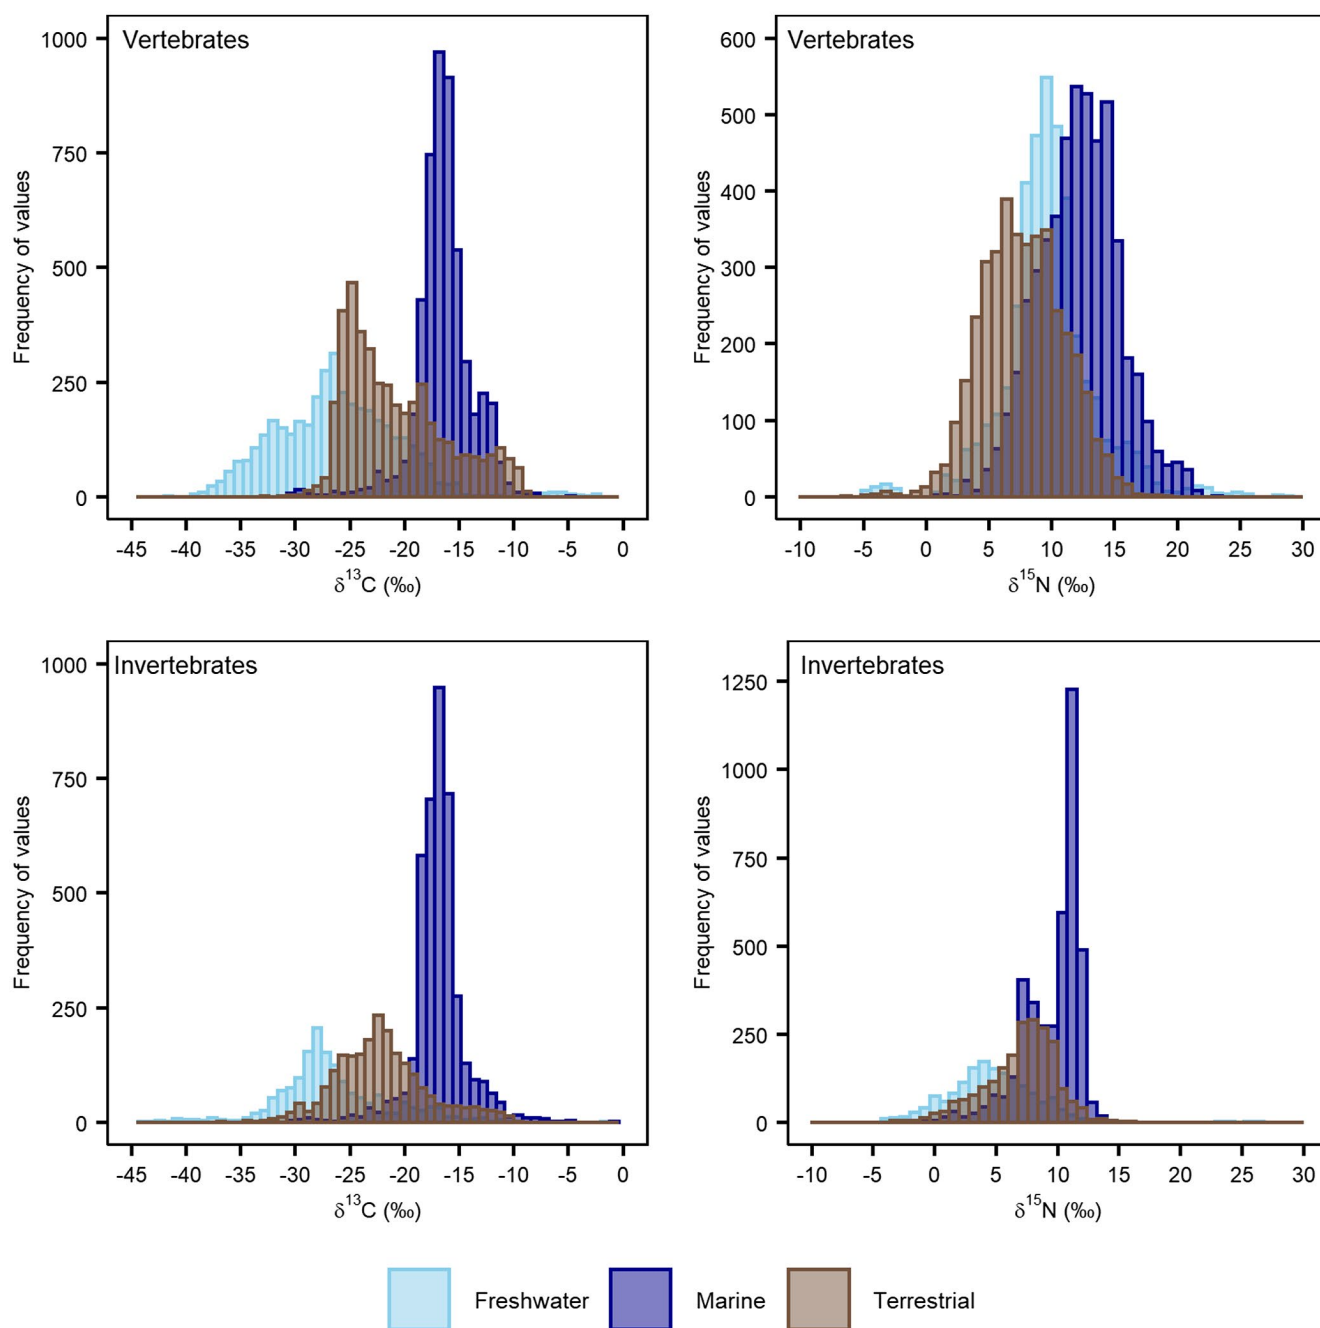 Vertebrates
1000
750
500
250
0
Frequency of values
-45 -40 -35 -30 -25 -20 -15 -10 -5 0
δ¹³C (‰)
Vertebrates
600
500
400
300
200
100
0
Frequency of values
-10 -5 0 5 10 15 20 25 30
δ¹⁵N (‰)
Invertebrates
1000
750
500
250
0
Frequency of values
-45 -40 -35 -30 -25 -20 -15 -10 -5 0
δ¹³C (‰)
Invertebrates
1250
1000
750
500
250
0
Frequency of values
-10 -5 0 5 10 15 20 25 30
δ¹⁵N (‰)
Freshwater Marine Terrestrial